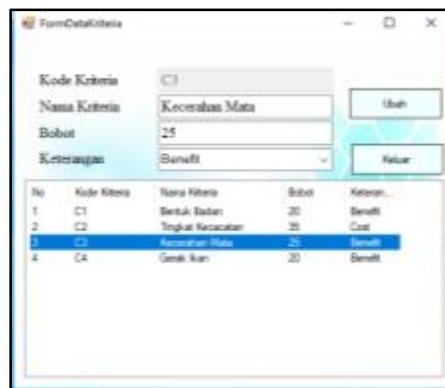 FormDataKriteria
Kode Kriteria C3
Nama Kriteria Kecerahan Mata Ubah
Bobot 25
Keterangan Benefit Keluar
No Kode Kriteria Nama Kriteria Bobot Keteran...
1 C1 Bentuk Badan 20 Benefit
2 C2 Tingkat Kecacatan 35 Cost
3 C3 Kecerahan Mata 25 Benefit
4 C4 Gerak Ikan 20 Benefit